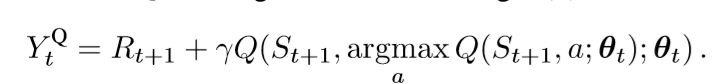 Y_t^Q = R_{t+1} + γQ(S_{t+1}, argmax_a Q(S_{t+1}, a; θ_t); θ_t) .